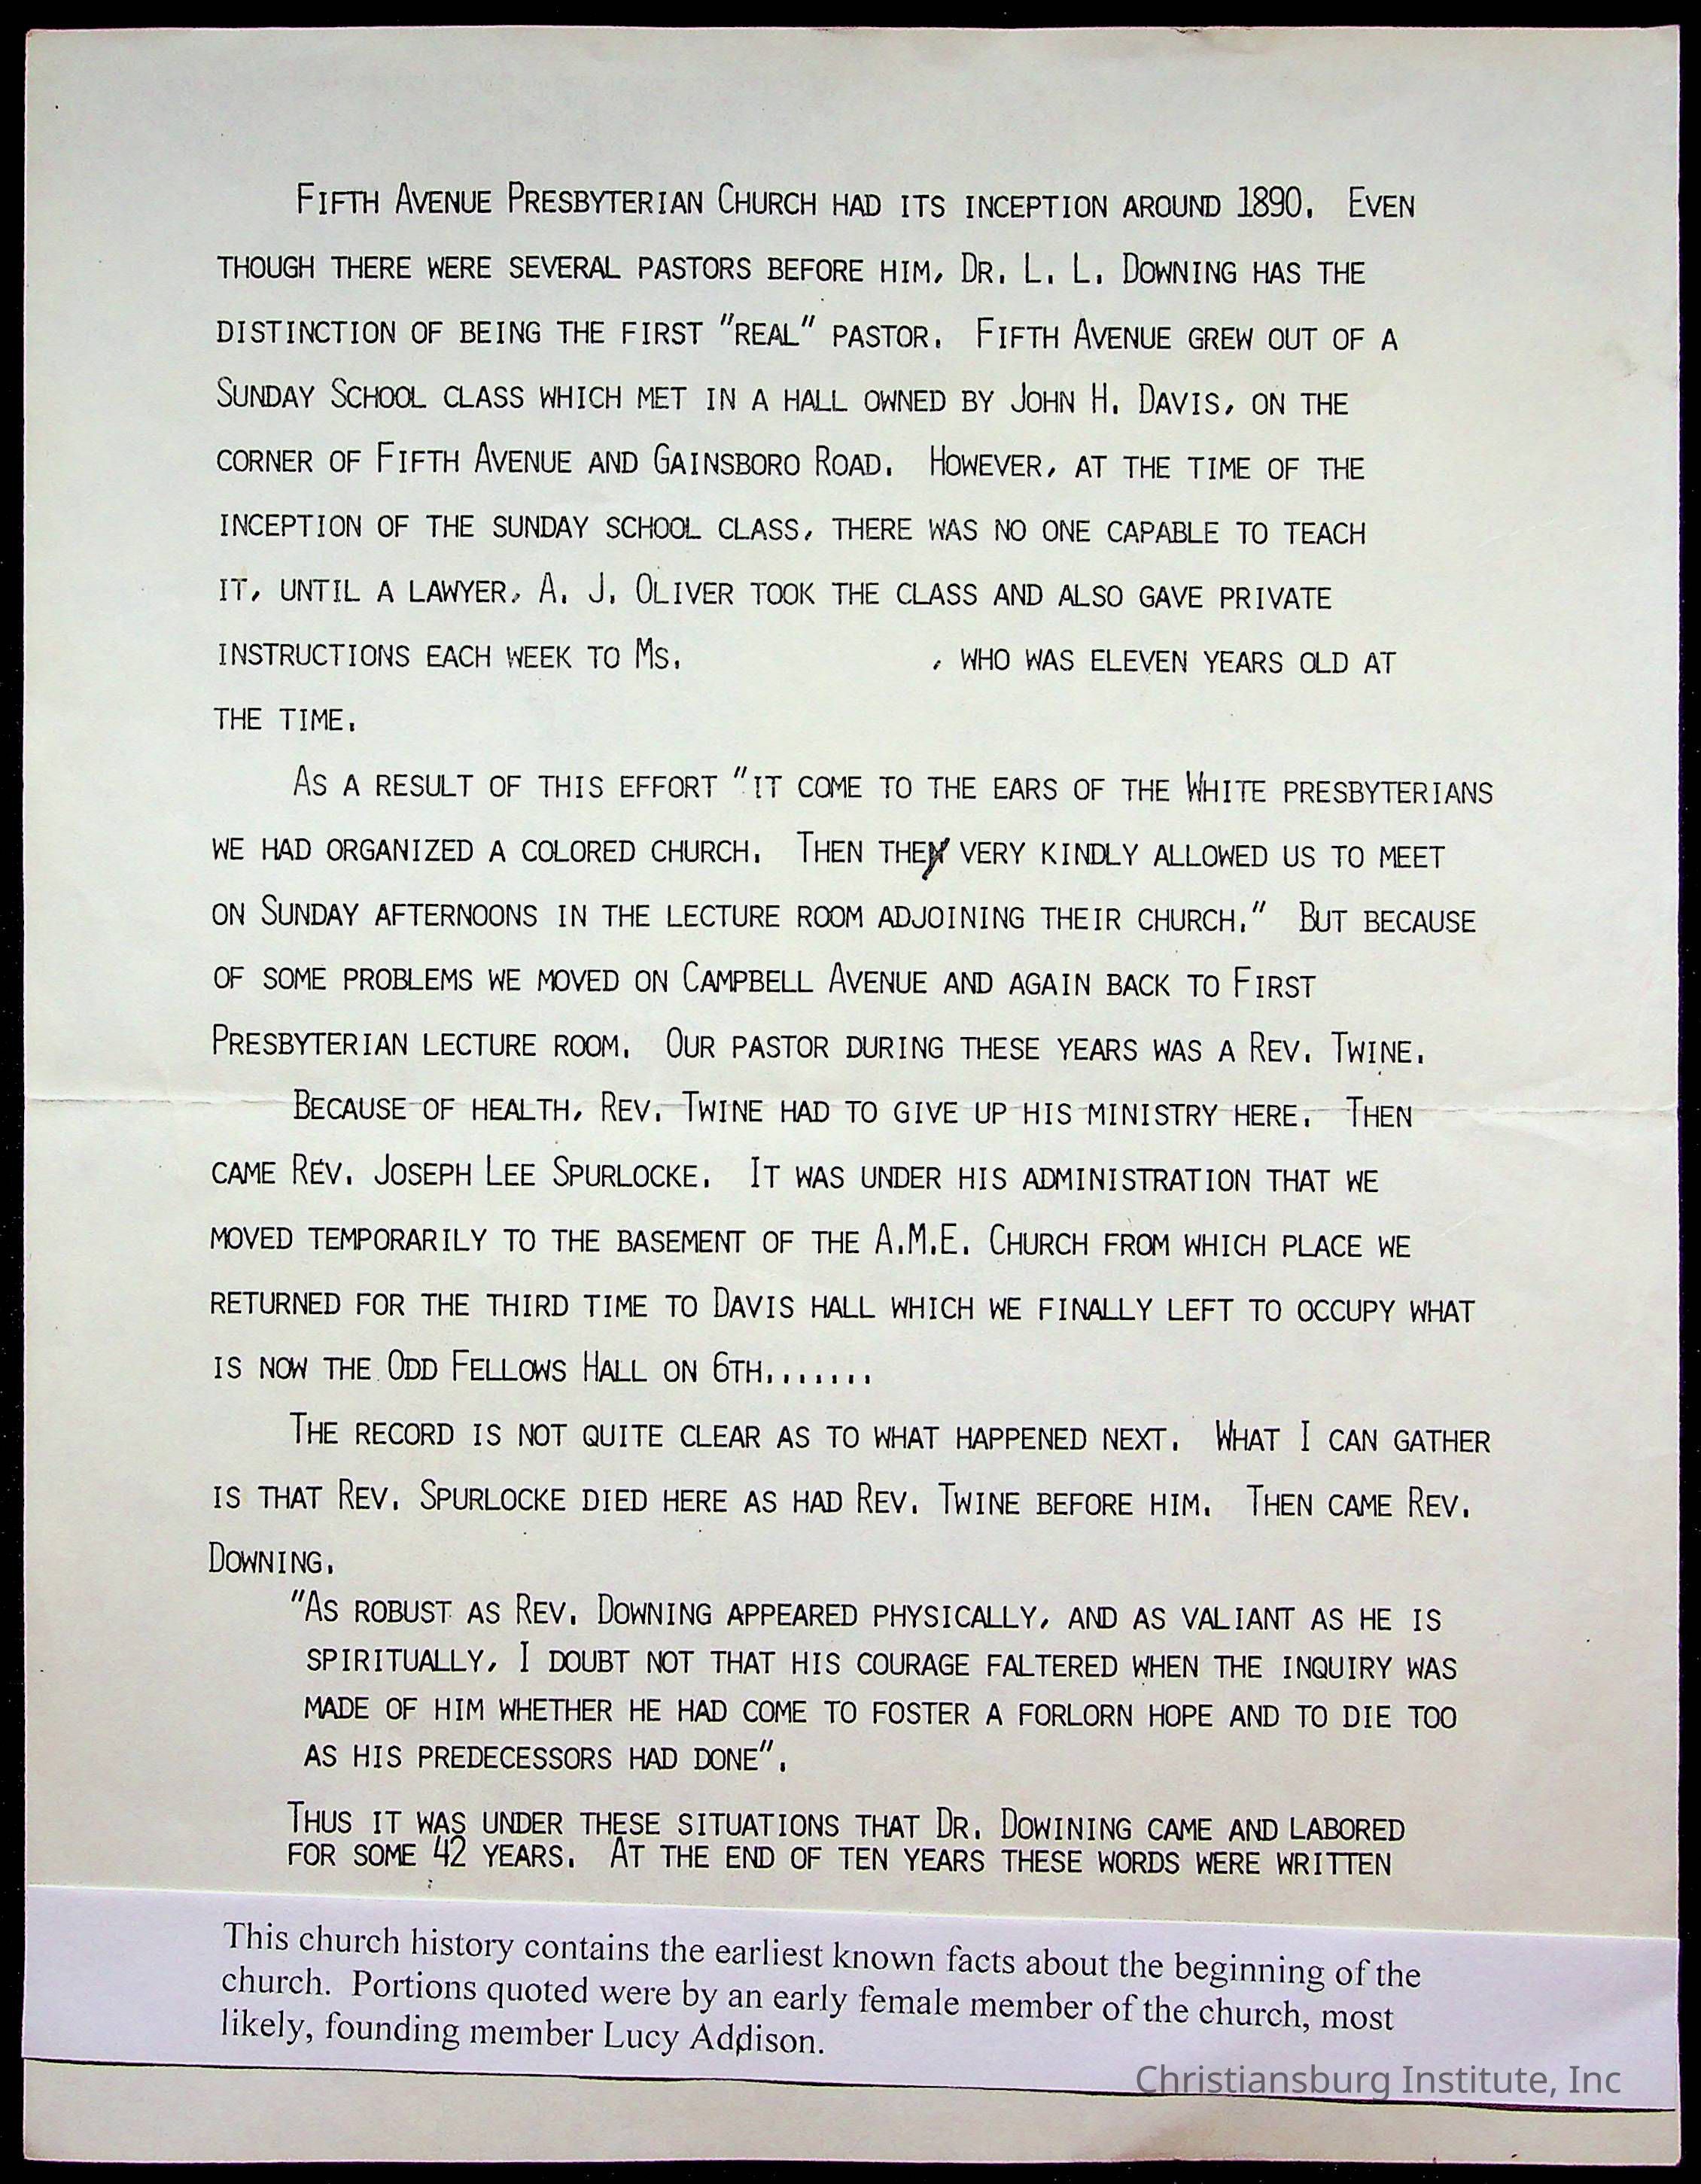 Fifth Avenue Presbyterian Church had its inception around 1890. Even
though there were several pastors before him, Dr. L. L. Downing has the
distinction of being the first "real" pastor. Fifth Avenue grew out of a
Sunday School class which met in a hall owned by John H. Davis, on the
corner of Fifth Avenue and Gainsboro Road. However, at the time of the
inception of the sunday school class, there was no one capable to teach
it, until a lawyer, A. J. Oliver took the class and also gave private
instructions each week to Ms. , who was eleven years old at
the time.
As a result of this effort "it come to the ears of the White presbyterians
we had organized a colored church. Then they very kindly allowed us to meet
on Sunday afternoons in the lecture room adjoining their church." But because
of some problems we moved on Campbell Avenue and again back to First
Presbyterian lecture room. Our pastor during these years was a Rev. Twine.
Because of health, Rev. Twine had to give up his ministry here. Then
came Rev. Joseph Lee Spurlocke. It was under his administration that we
moved temporarily to the basement of the A.M.E. Church from which place we
returned for the third time to Davis hall which we finally left to occupy what
is now the Odd Fellows Hall on 6th.......
The record is not quite clear as to what happened next. What I can gather
is that Rev. Spurlocke died here as had Rev. Twine before him. Then came Rev.
Downing.
"As robust as Rev. Downing appeared physically, and as valiant as he is
spiritually, I doubt not that his courage faltered when the inquiry was
made of him whether he had come to foster a forlorn hope and to die too
as his predecessors had done".
Thus it was under these situations that Dr. Dowining came and labored
for some 42 years. At the end of ten years these words were written
This church history contains the earliest known facts about the beginning of the
church. Portions quoted were by an early female member of the church, most
likely, founding member Lucy Addison.
Christiansburg Institute, Inc